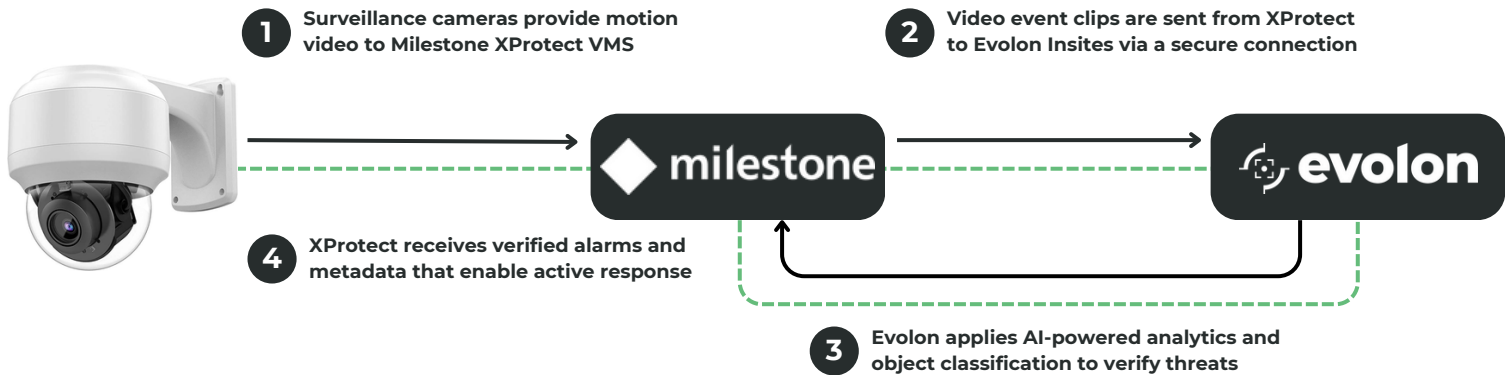 1
Surveillance cameras provide motion
video to Milestone XProtect VMS
2
Video event clips are sent from XProtect
to Evolon Insites via a secure connection
milestone
evolon
4
XProtect receives verified alarms and
metadata that enable active response
3
Evolon applies AI-powered analytics and
object classification to verify threats